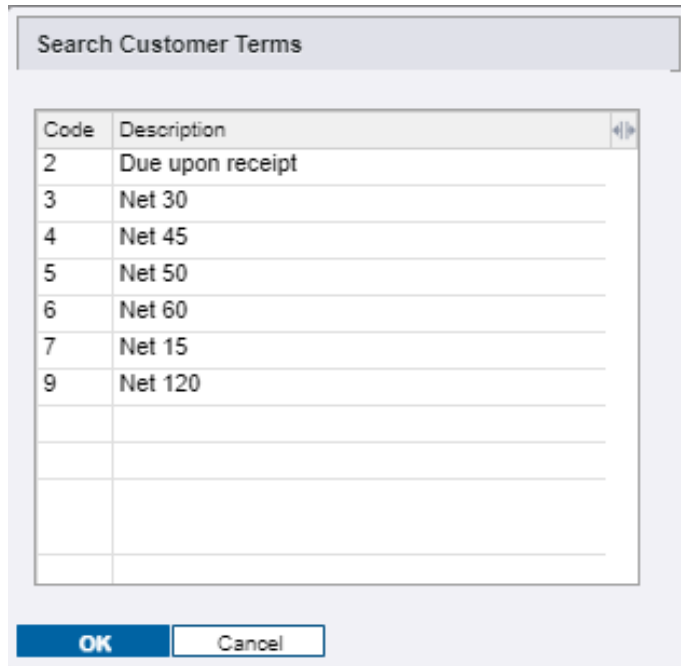 Search Customer Terms
Code Description
2 Due upon receipt
3 Net 30
4 Net 45
5 Net 50
6 Net 60
7 Net 15
9 Net 120
OK Cancel